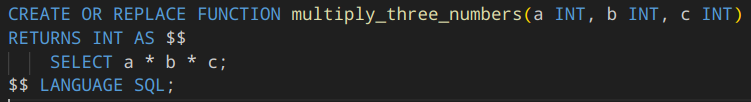 CREATE OR REPLACE FUNCTION multiply_three_numbers(a INT, b INT, c INT)
RETURNS INT AS $$
    SELECT a * b * c;
$$ LANGUAGE SQL;